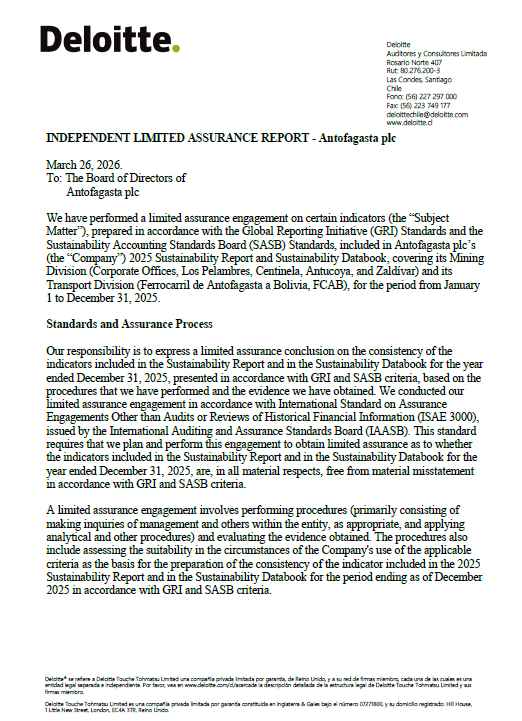 Deloitte.
Deloitte
Auditores y Consultores Limitada
Rosario Norte 407
Rut: 80.276.200-3
Las Condes, Santiago
Chile
Fono: (56) 227 297 000
Fax: (56) 223 749 177
deloittechile@deloitte.com
www.deloitte.cl
INDEPENDENT LIMITED ASSURANCE REPORT - Antofagasta plc
March 26, 2026.
To: The Board of Directors of
Antofagasta plc
We have performed a limited assurance engagement on certain indicators (the “Subject
Matter”), prepared in accordance with the Global Reporting Initiative (GRI) Standards and the
Sustainability Accounting Standards Board (SASB) Standards, included in Antofagasta plc´s
(the “Company”) 2025 Sustainability Report and Sustainability Databook, covering its Mining
Division (Corporate Offices, Los Pelambres, Centinela, Antucoya, and Zaldívar) and its
Transport Division (Ferrocarril de Antofagasta a Bolivia, FCAB), for the period from January
1 to December 31, 2025.
Standards and Assurance Process
Our responsibility is to express a limited assurance conclusion on the consistency of the
indicators included in the Sustainability Report and in the Sustainability Databook for the year
ended December 31, 2025, presented in accordance with GRI and SASB criteria, based on the
procedures that we have performed and the evidence we have obtained. We conducted our
limited assurance engagement in accordance with International Standard on Assurance
Engagements Other than Audits or Reviews of Historical Financial Information (ISAE 3000),
issued by the International Auditing and Assurance Standards Board (IAASB). This standard
requires that we plan and perform this engagement to obtain limited assurance as to whether
the indicators included in the Sustainability Report and in the Sustainability Databook for the
year ended December 31, 2025, are, in all material respects, free from material misstatement
in accordance with GRI and SASB criteria.
A limited assurance engagement involves performing procedures (primarily consisting of
making inquiries of management and others within the entity, as appropriate, and applying
analytical and other procedures) and evaluating the evidence obtained. The procedures also
include assessing the suitability in the circumstances of the Company's use of the applicable
criteria as the basis for the preparation of the consistency of the indicator included in the 2025
Sustainability Report and in the Sustainability Databook for the period ending as of December
2025 in accordance with GRI and SASB criteria.
Deloitte® se refiere a Deloitte Touche Tohmatsu Limited una compañía privada limitada por garantía, de Reino Unido, y a su red de firmas miembro, cada una de las cuales es una
entidad legal separada e independiente. Por favor, vea en www.deloitte.com/cl/acercade la descripción detallada de la estructura legal de Deloitte Touche Tohmatsu Limited y sus
firmas miembro.
Deloitte Touche Tohmatsu Limited es una compañía privada limitada por garantía constituida en Inglaterra & Gales bajo el número 07271800, y su domicilio registrado: Hill House,
1 Little New Street, London, EC4A 3TR, Reino Unido.